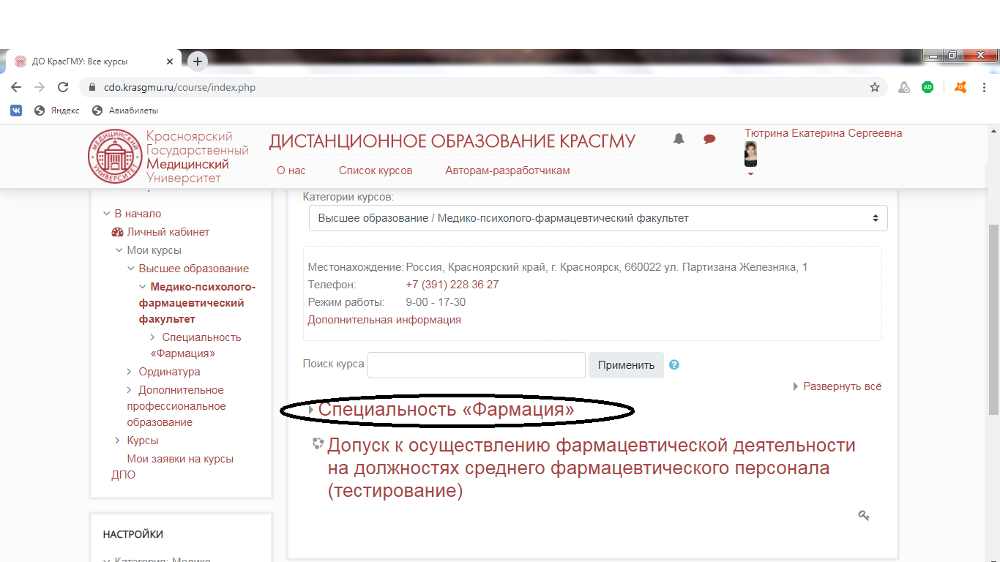 ДО КрасГМУ: Все курсы
cdo.krasgmu.ru/course/index.php
AD
Яндекс
Авиабилеты
МЕДИЦИНСКИЙ УНИВЕРСИТЕТ
Красноярский
Государственный
Медицинский
Университет
ДИСТАНЦИОННОЕ ОБРАЗОВАНИЕ КРАСГМУ
О нас
Список курсов
Авторам-разработчикам
Тютрина Екатерина Сергеевна
В начало
Личный кабинет
Мои курсы
Высшее образование
Медико-психолого-
фармацевтический
факультет
Специальность
«Фармация»
Ординатура
Дополнительное
профессиональное
образование
Курсы
Мои заявки на курсы
ДПО
НАСТРОЙКИ
Категория: Медико-
Категории курсов:
Высшее образование / Медико-психолого-фармацевтический факультет
Местонахождение: Россия, Красноярский край, г. Красноярск, 660022 ул. Партизана Железняка, 1
Телефон: +7 (391) 228 36 27
Режим работы: 9-00 - 17-30
Дополнительная информация
Поиск курса
Применить
Развернуть всё
Специальность «Фармация»
Допуск к осуществлению фармацевтической деятельности
на должностях среднего фармацевтического персонала
(тестирование)